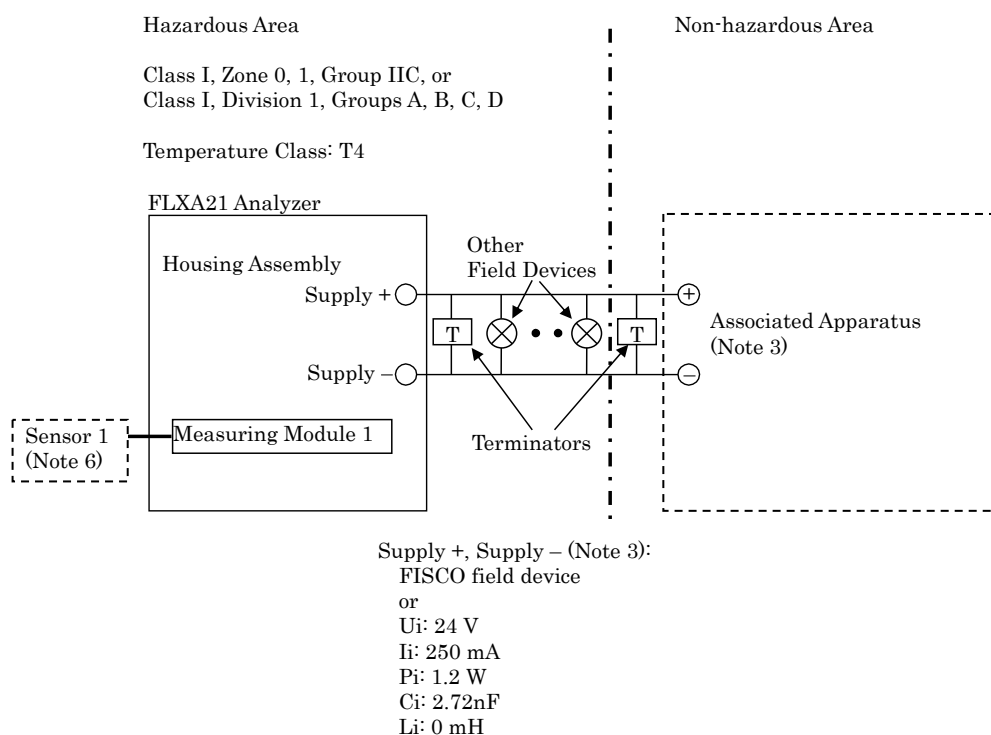 Hazardous Area
Non-hazardous Area
Class I, Zone 0, 1, Group IIC, or
Class I, Division 1, Groups A, B, C, D
Temperature Class: T4
FLXA21 Analyzer
Housing Assembly
Other
Field Devices
Supply +
+
T
T
Associated Apparatus
(Note 3)
Supply –
–
Sensor 1
(Note 6)
Measuring Module 1
Terminators
Supply +, Supply – (Note 3):
FISCO field device
or
Ui: 24 V
Ii: 250 mA
Pi: 1.2 W
Ci: 2.72nF
Li: 0 mH